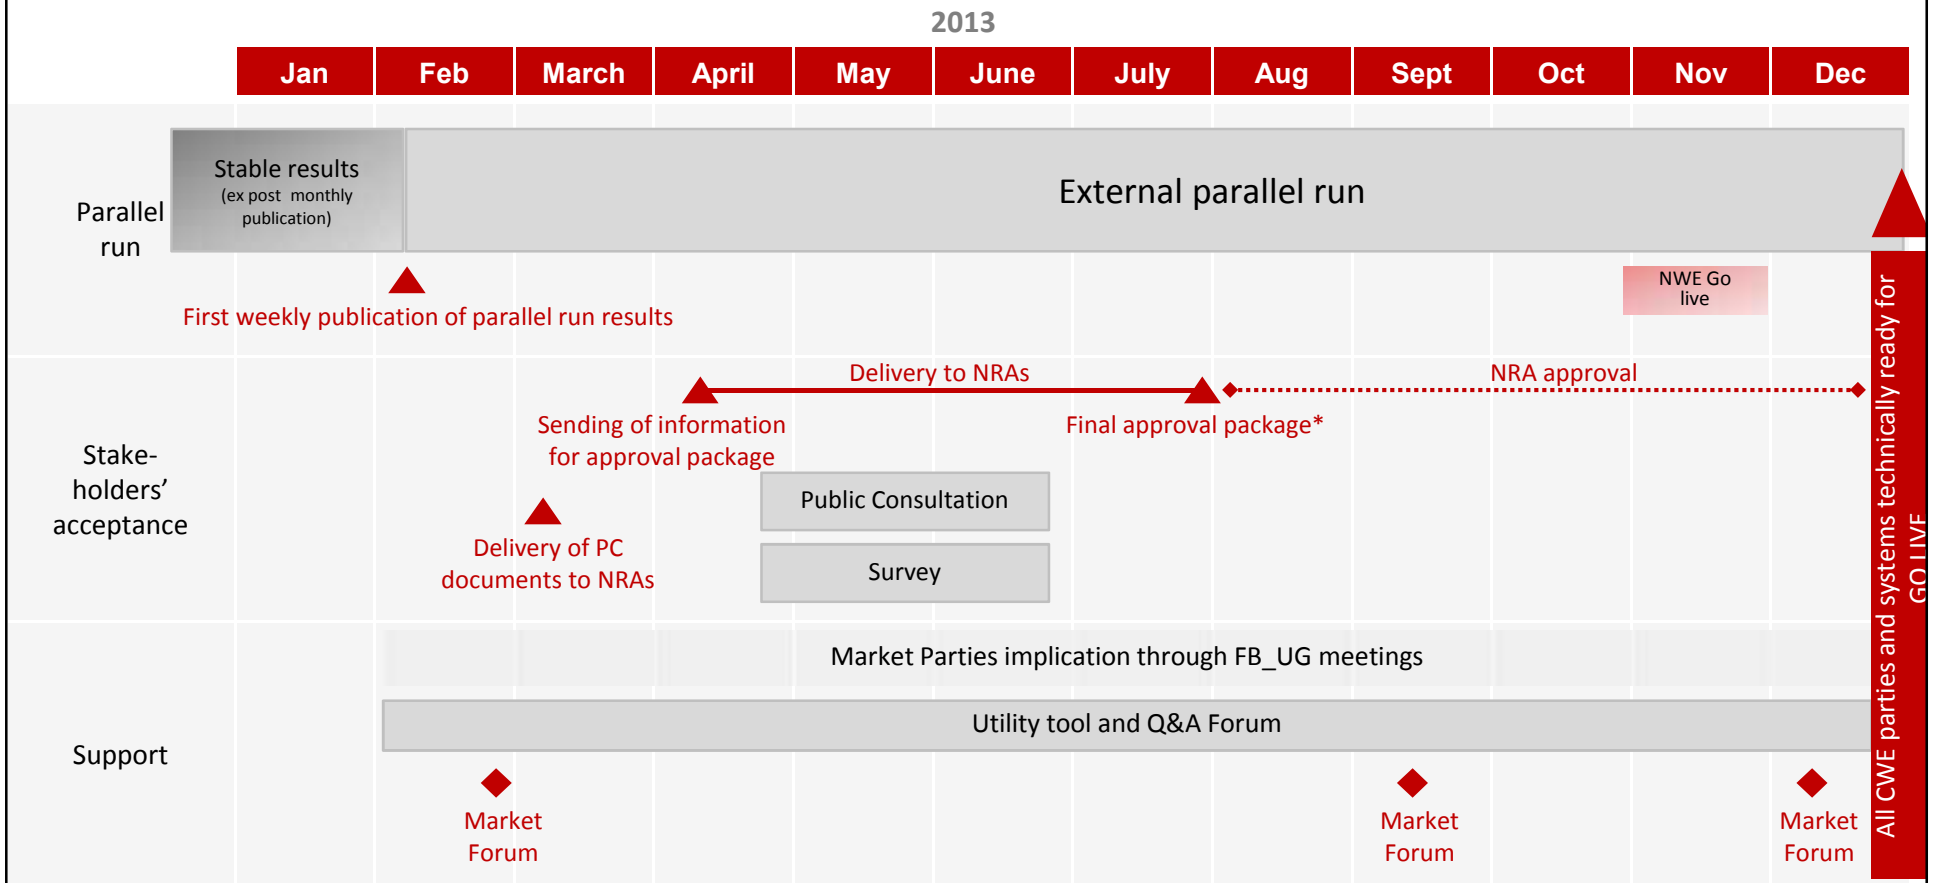 2013
Jan Feb March April May June July Aug Sept Oct Nov Dec
Parallel
run
Stable results
(ex post monthly
publication)
External parallel run
First weekly publication of parallel run results
NWE Go
live
Stake-
holders’
acceptance
Delivery to NRAs
NRA approval
Sending of information
for approval package
Final approval package*
Public Consultation
Delivery of PC
documents to NRAs
Survey
Support
Market Parties implication through FB_UG meetings
Utility tool and Q&A Forum
Market
Forum
Market
Forum
Market
Forum
All CWE parties and systems technically ready for
GO LIVE